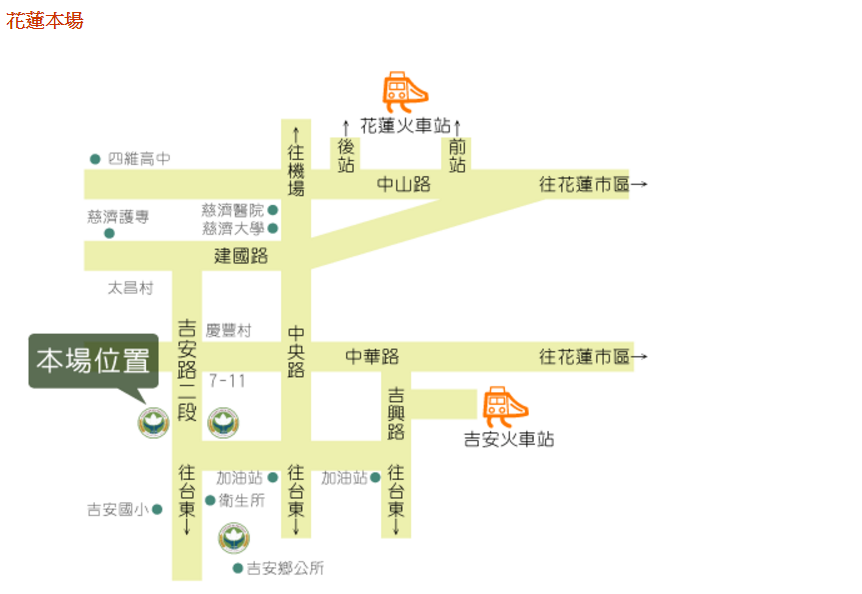 花蓮本場
花蓮火車站
↑
↑
↑
往機場
後站
前站
四維高中
中山路
往花蓮市區→
慈濟護專
慈濟醫院
慈濟大學
建國路
太昌村
吉安路二段
慶豐村
中央路
中華路
往花蓮市區→
本場位置
7-11
吉興路
吉安火車站
往台東↓
加油站
往台東↓
加油站
往台東↓
衛生所
吉安國小
吉安鄉公所